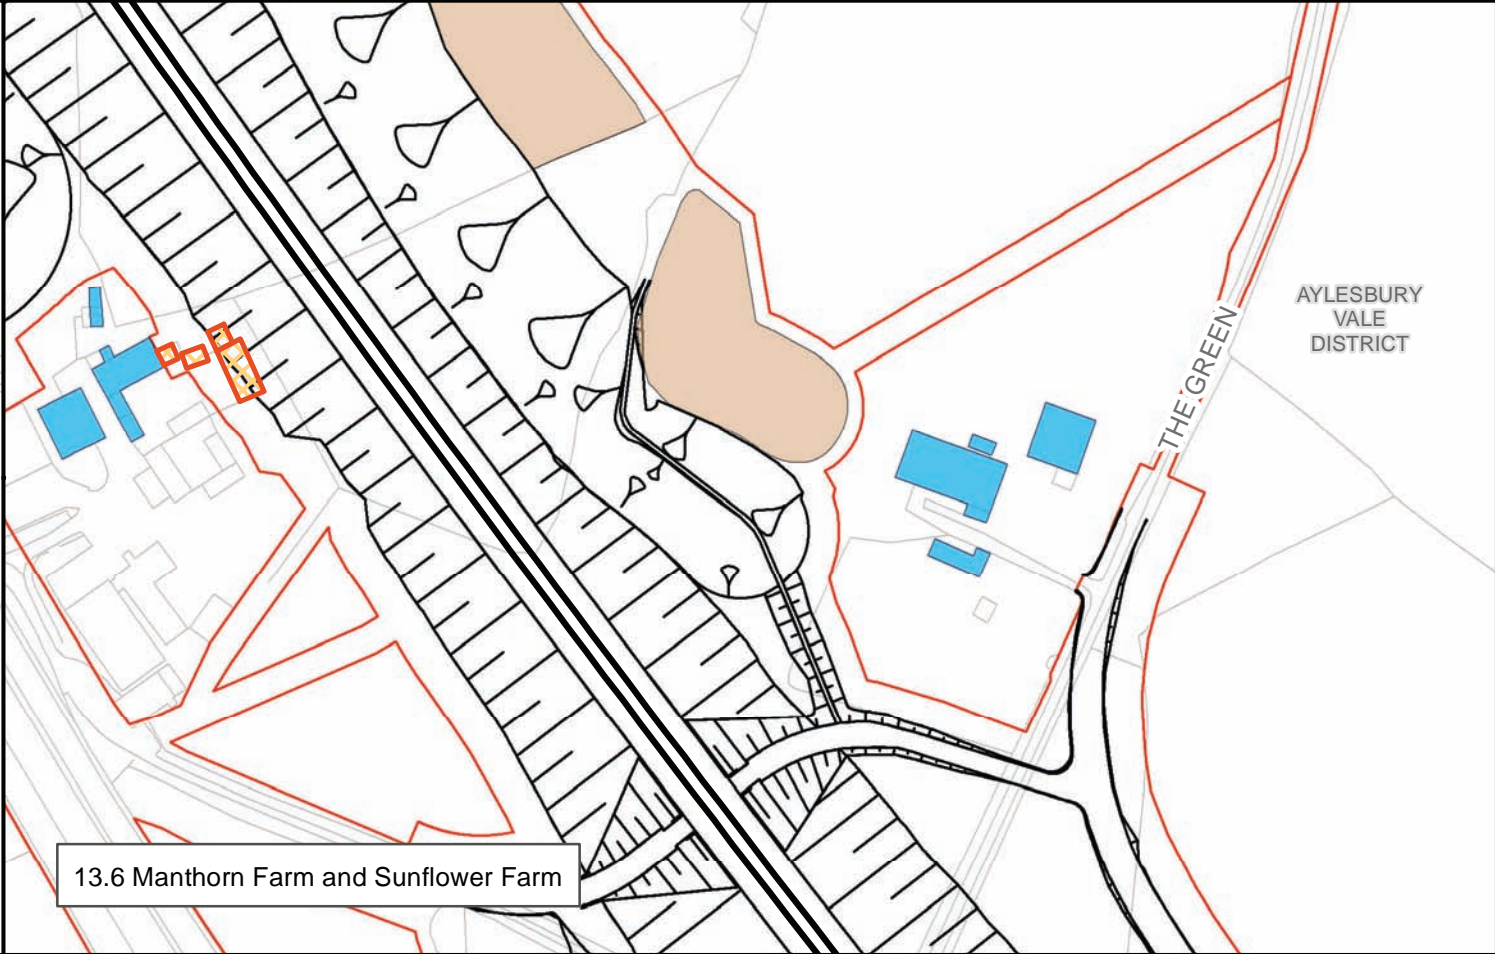 THE GREEN
AYLESBURY
VALE
DISTRICT
13.6 Manthorn Farm and Sunflower Farm